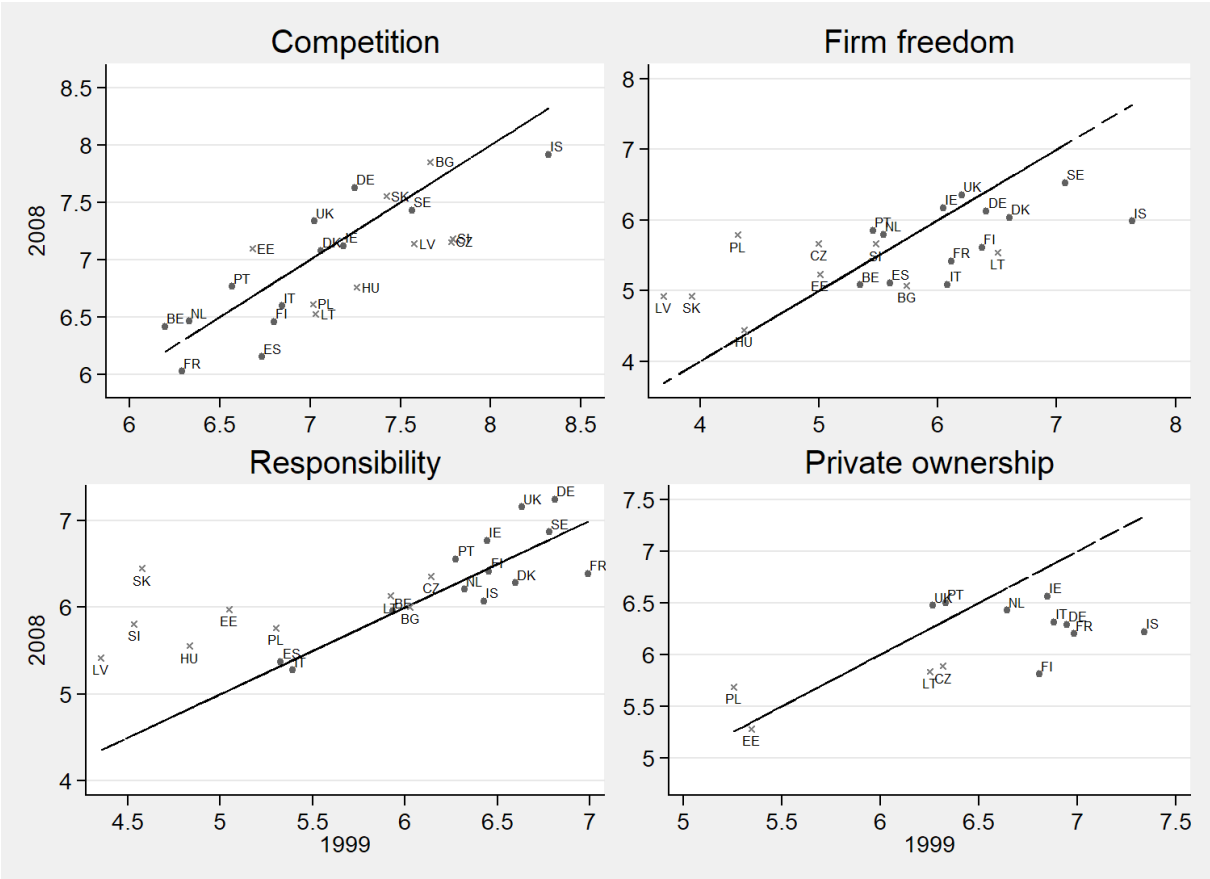 Competition
8.5
8
7.5
7
6.5
6
2008
IS
BG
DE
SK
SE
UK
DK
IE
SI
CZ
LV
EE
PT
HU
IT
PL
LT
FI
BE
NL
ES
FR
6 6.5 7 7.5 8 8.5
Firm freedom
8
7
6
5
4
SE
UK
IE
DE
DK
IS
PT
NL
PL
CZ
SI
FI
LT
FR
EE
BE
ES
BG
IT
LV
SK
HU
4 5 6 7 8
Responsibility
7
6
5
4
2008
DE
UK
SE
IE
PT
FI
FR
SK
CZ
NL
DK
IS
LT
BE
BG
EE
SI
PL
HU
ES
IT
LV
4.5 5 5.5 6 6.5 7
1999
Private ownership
7.5
7
6.5
6
5.5
5
UK
PT
NL
IE
IT
DE
FR
IS
FI
LT
CZ
PL
EE
5 5.5 6 6.5 7 7.5
1999